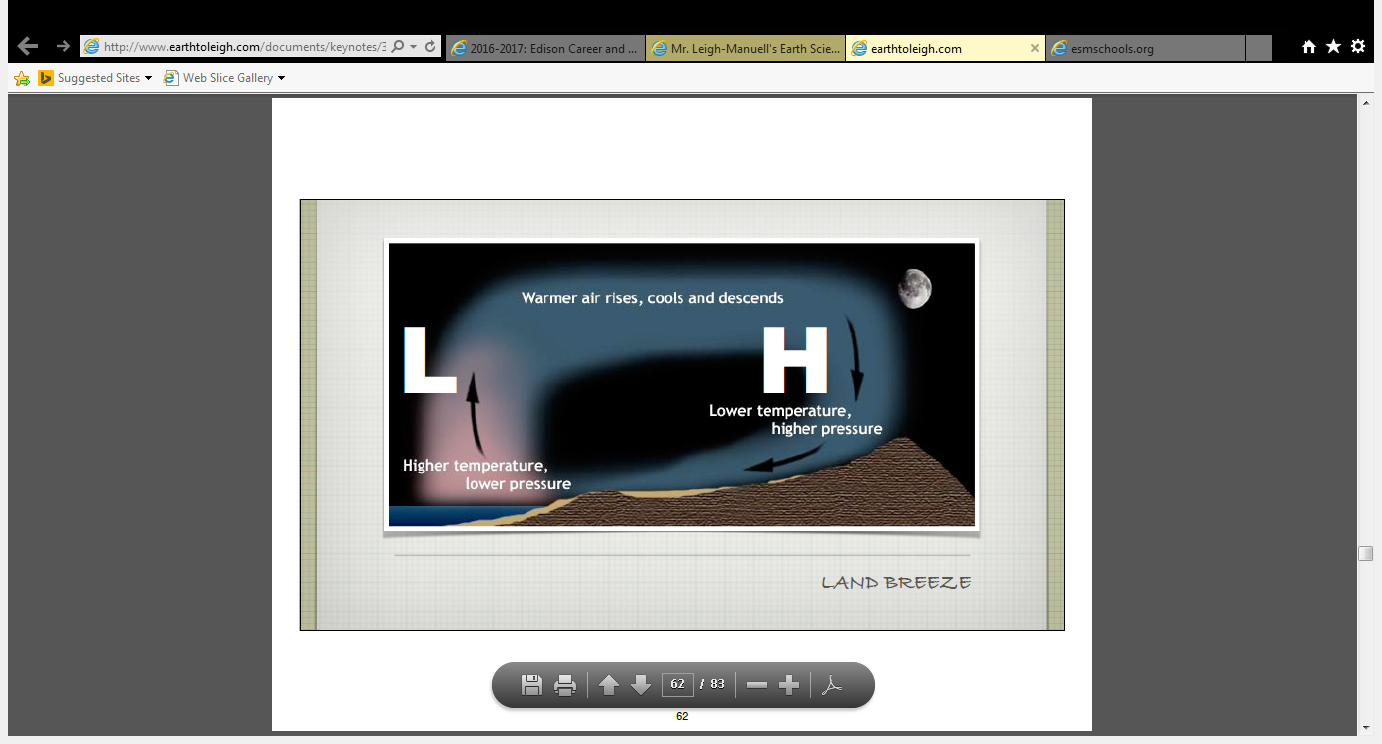 http://www.earthtoleigh.com/documents/keynotes/3
2016-2017: Edison Career and ...
Mr. Leigh-Manuell's Earth Scie...
earthtoleigh.com
esmschools.org
Suggested Sites
Web Slice Gallery
Warmer air rises, cools and descends
L
H
Lower temperature,
higher pressure
Higher temperature,
lower pressure
LAND BREEZE
62 / 83
62